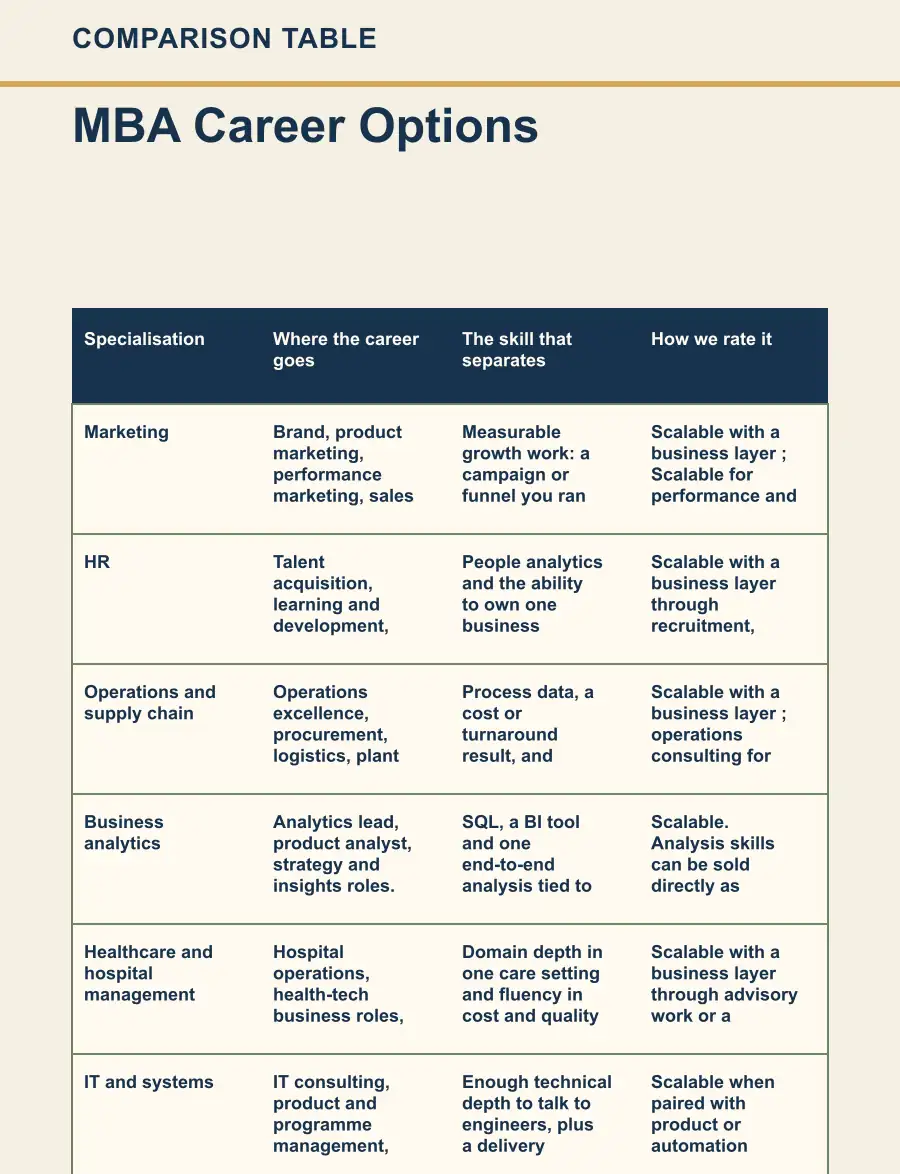 COMPARISON TABLE
MBA Career Options
Specialisation
Where the career
goes
The skill that
separates
How we rate it
Marketing
Brand, product
marketing,
performance
marketing, sales
Measurable
growth work: a
campaign or
funnel you ran
Scalable with a
business layer ;
Scalable for
performance and
HR
Talent
acquisition,
learning and
development,
People analytics
and the ability
to own one
business
Scalable with a
business layer
through
recruitment,
Operations and
supply chain
Operations
excellence,
procurement,
logistics, plant
Process data, a
cost or
turnaround
result, and
Scalable with a
business layer ;
operations
consulting for
Business
analytics
Analytics lead,
product analyst,
strategy and
insights roles.
SQL, a BI tool
and one
end-to-end
analysis tied to
Scalable.
Analysis skills
can be sold
directly as
Healthcare and
hospital
management
Hospital
operations,
health-tech
business roles,
Domain depth in
one care setting
and fluency in
cost and quality
Scalable with a
business layer
through advisory
work or a
IT and systems
IT consulting,
product and
programme
management,
Enough technical
depth to talk to
engineers, plus
a delivery
Scalable when
paired with
product or
automation